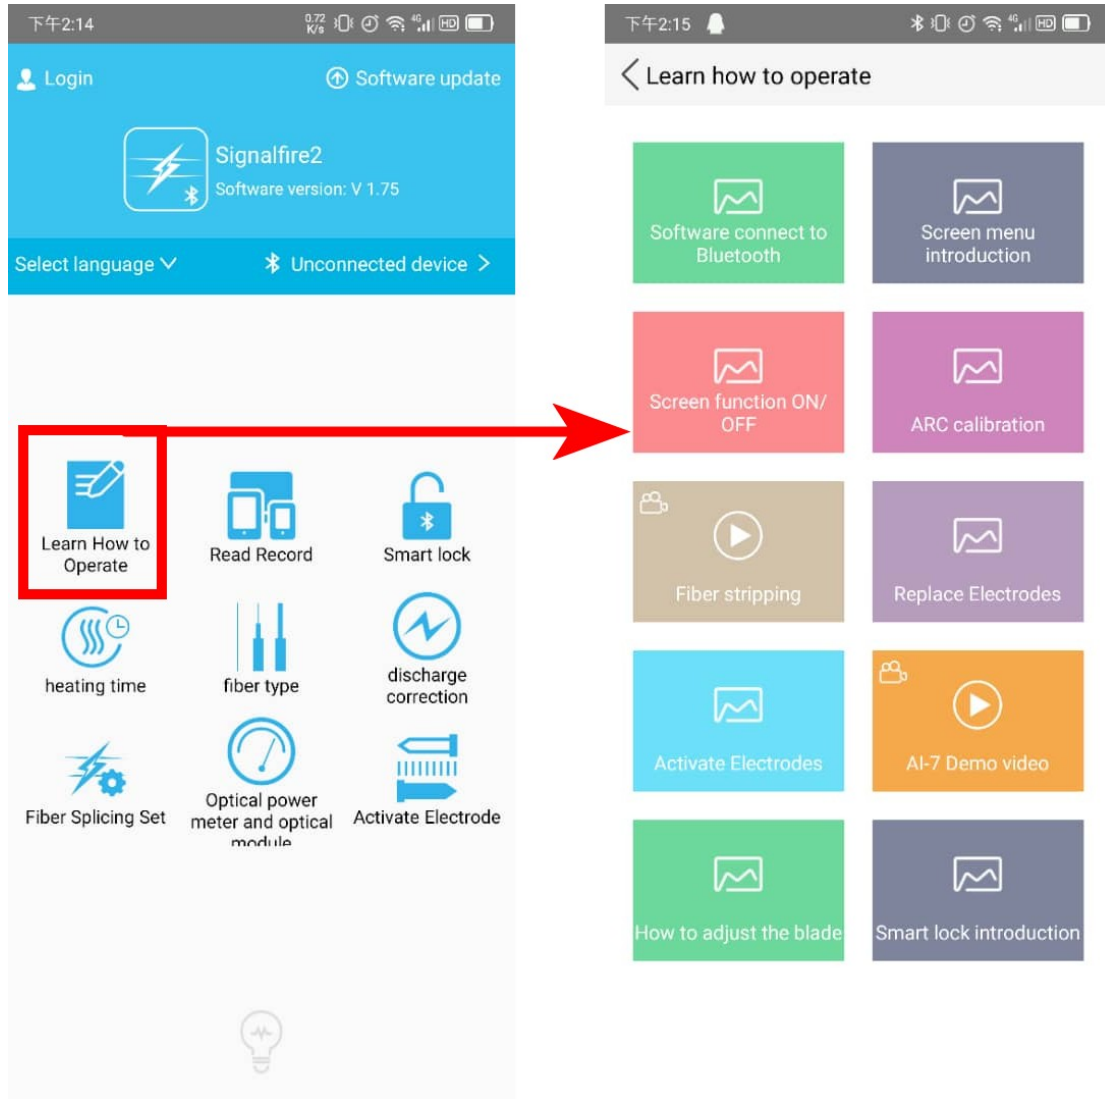 下午2:14
0.72
K/s
4G
HD
Login
Software update
Signalfire2
Software version: V 1.75
Select language
Unconnected device
Learn How to
Operate
Read Record
Smart lock
heating time
fiber type
discharge
correction
Fiber Splicing Set
Optical power
meter and optical
module
Activate Electrode
下午2:15
4G
HD
Learn how to operate
Software connect to
Bluetooth
Screen menu
introduction
Screen function ON/
OFF
ARC calibration
Fiber stripping
Replace Electrodes
Activate Electrodes
AI-7 Demo video
How to adjust the blade
Smart lock introduction